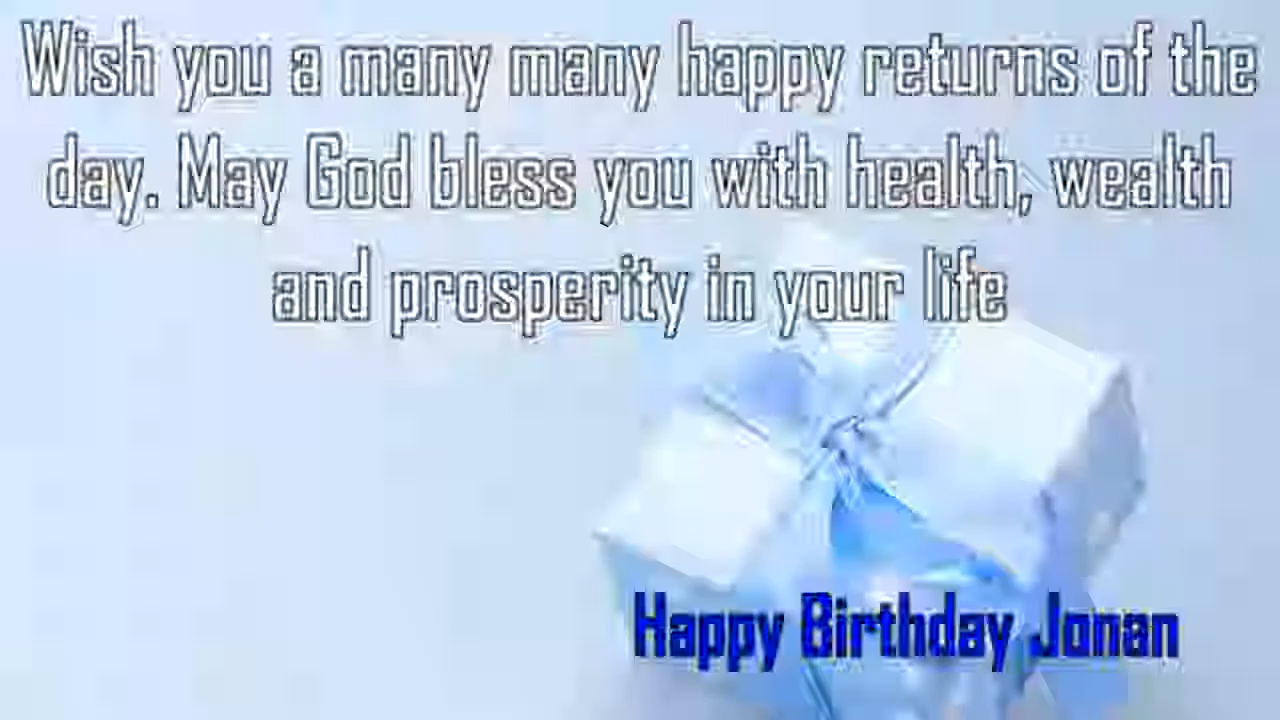 Wish you a many many happy returns of the
day. May God bless you with health, wealth
and prosperity in your life
Happy Birthday Jonan